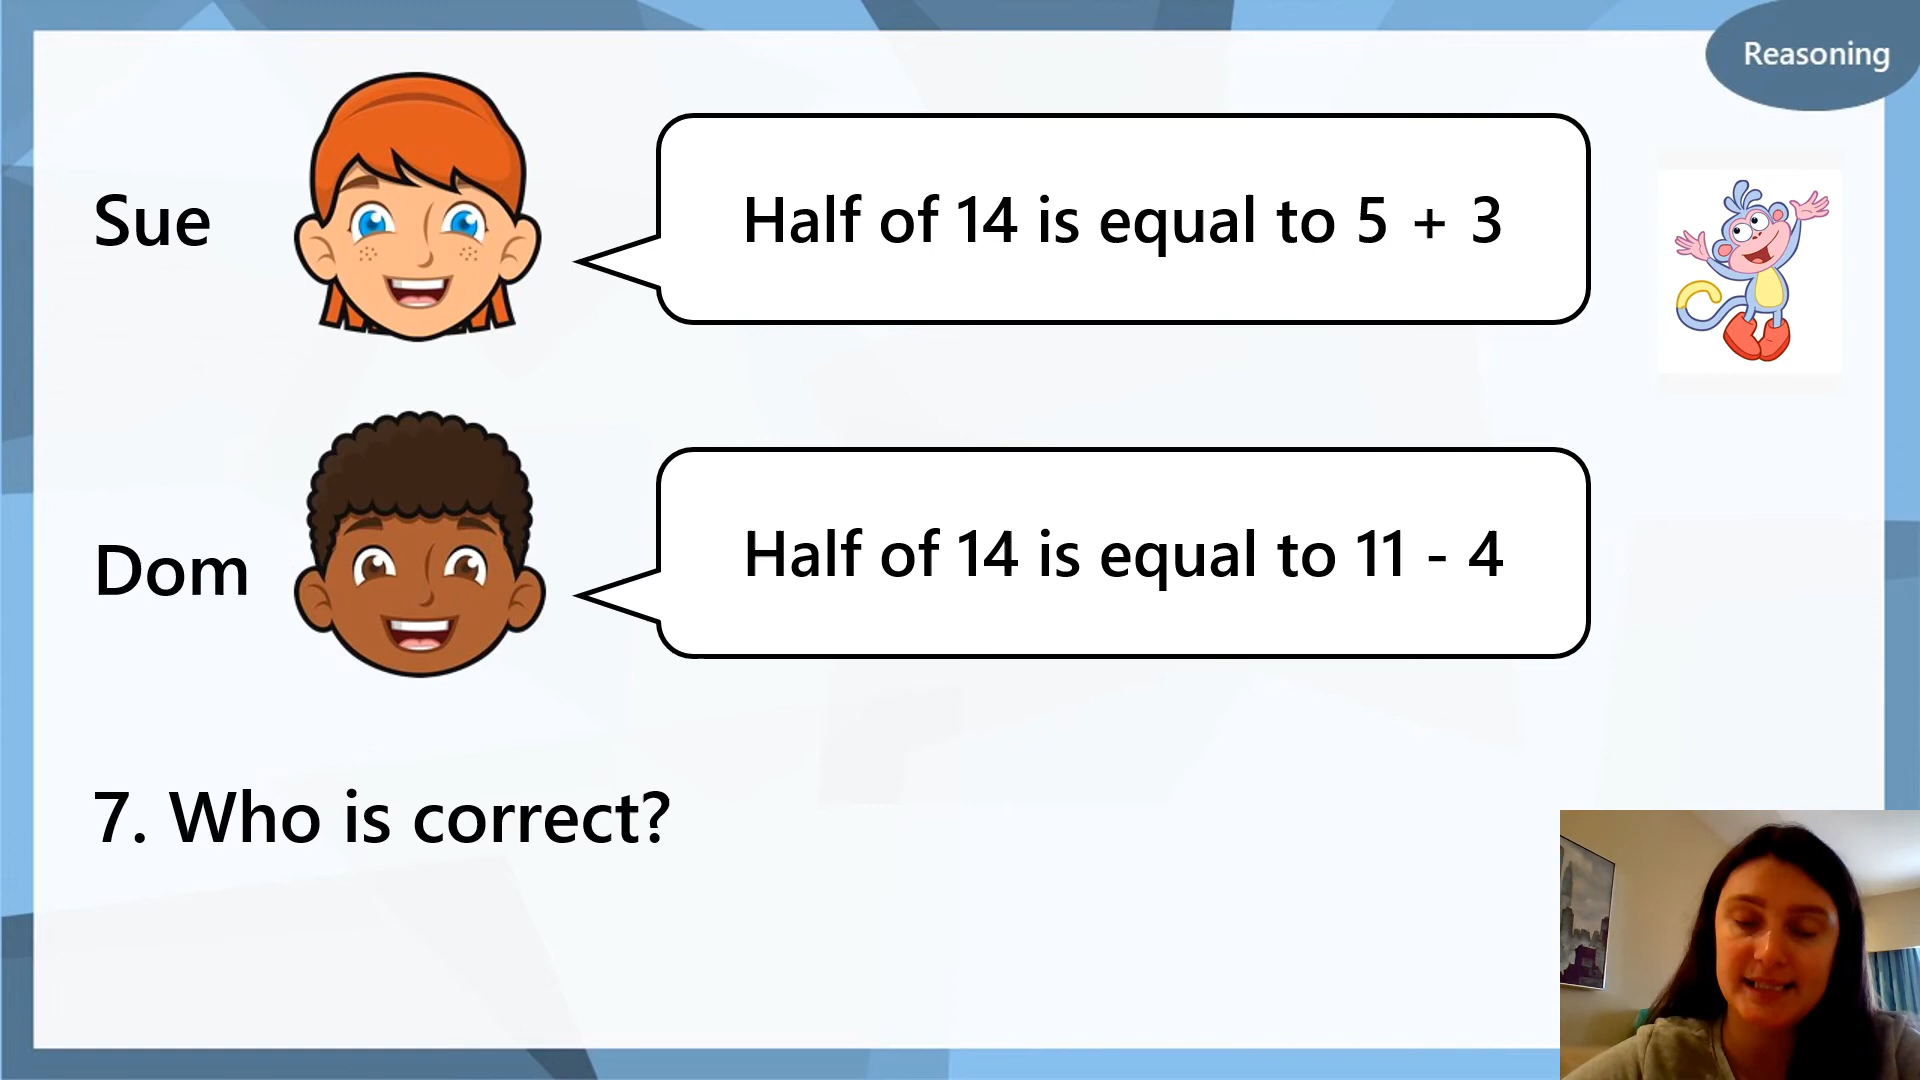 Reasoning
Sue
Half of 14 is equal to 5 + 3
Dom
Half of 14 is equal to 11 - 4
7. Who is correct?